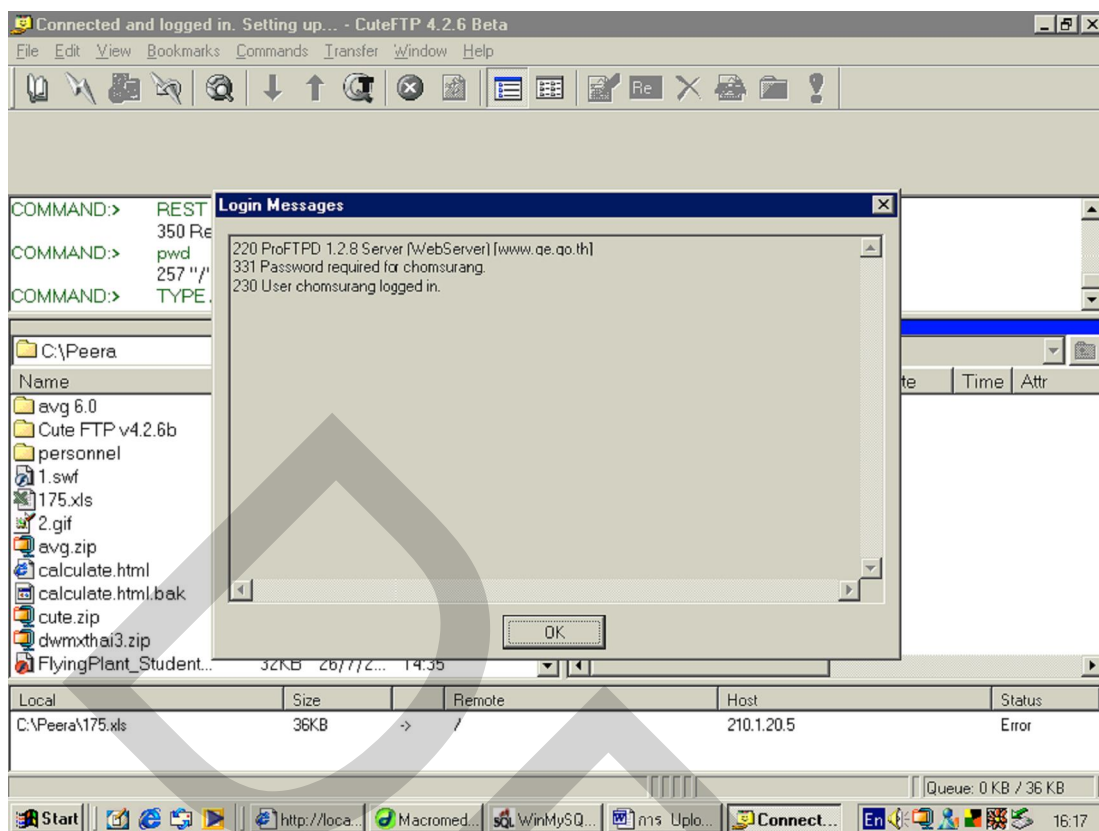 Connected and logged in. Setting up... - CuteFTP 4.2.6 Beta
File Edit View Bookmarks Commands Transfer Window Help
Re
COMMAND:> REST
350 Re
COMMAND:> pwd
257 "/"
COMMAND:> TYPE
Login Messages
220 ProFTPD 1.2.8 Server (WebServer) [www.qe.go.th]
331 Password required for chomsurang.
230 User chomsurang logged in.
OK
C:\Peera
Name
te Time Attr
avg 6.0
Cute FTP v4.2.6b
personnel
1.swf
175.xls
2.gif
avg.zip
calculate.html
calculate.html.bak
cute.zip
dwmxthai3.zip
FlyingPlant_Student... 32KB 26/7/2... 14:35
Local Size Remote Host Status
C:\Peera\175.xls 36KB -> / 210.1.20.5 Error
Queue: 0 KB / 36 KB
Start http://loca... Macromed... WinMySQ... การ Uplo... Connect... En 16:17